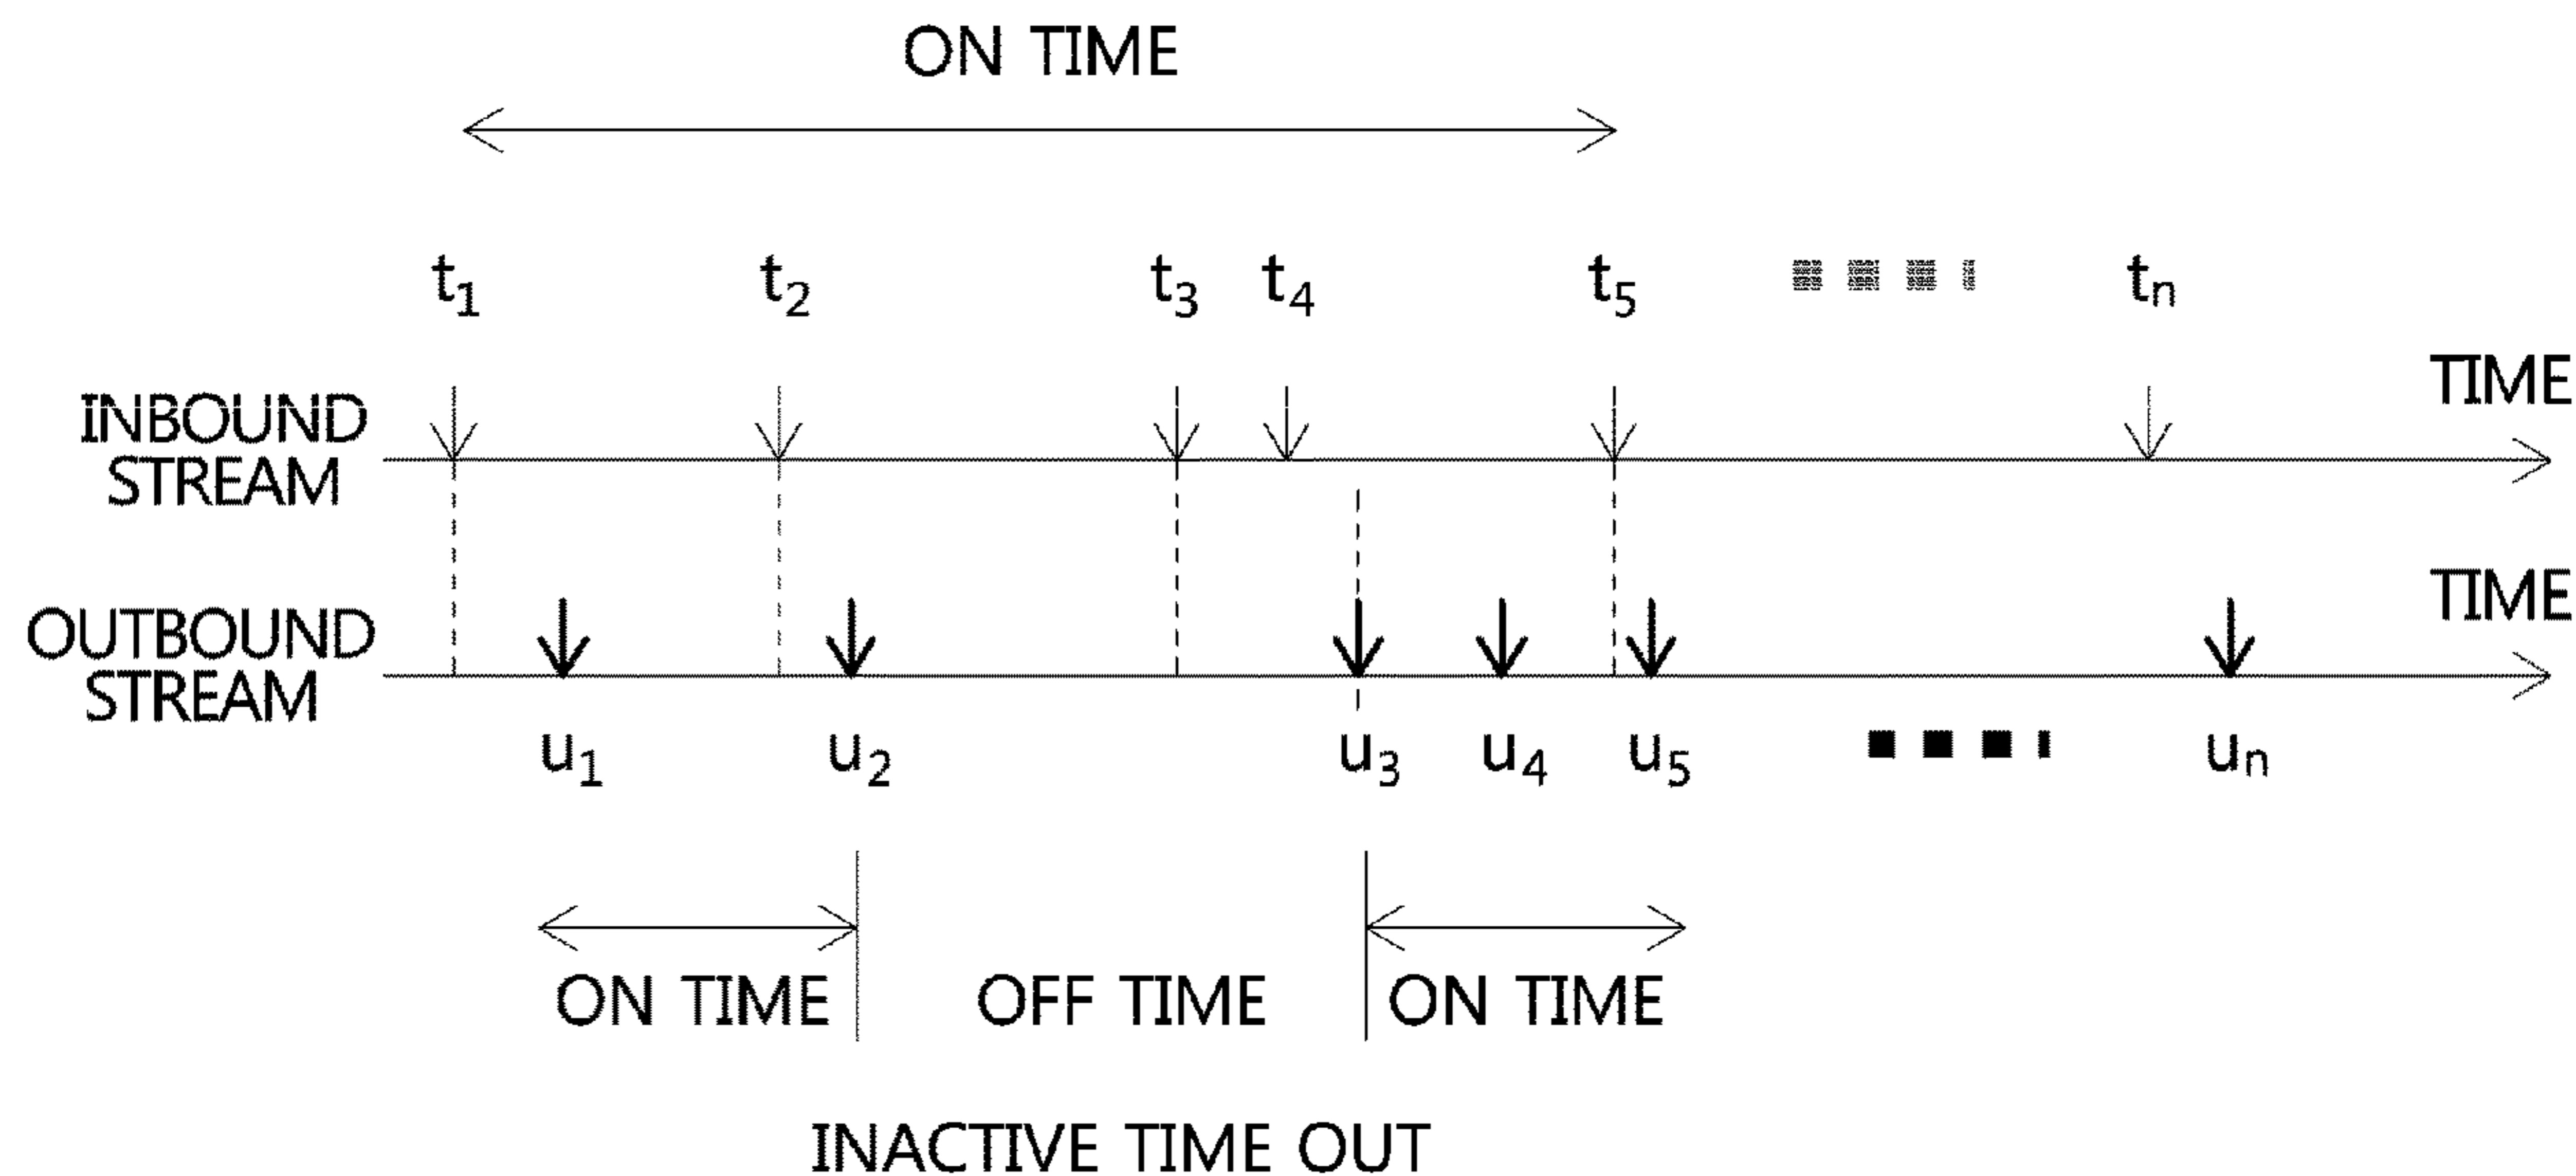 ON TIME
t1 t2 t3 t4 t5 tn
TIME
INBOUND
STREAM
TIME
OUTBOUND
STREAM
u1 u2 u3 u4 u5 un
ON TIME OFF TIME ON TIME
INACTIVE TIME OUT